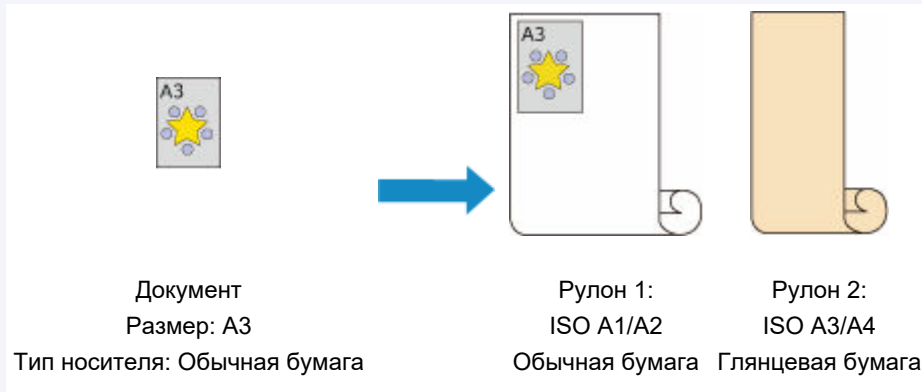 A3
A3
Документ
Размер: A3
Тип носителя: Обычная бумага
Рулон 1:
ISO A1/A2
Обычная бумага
Рулон 2:
ISO A3/A4
Глянцевая бумага